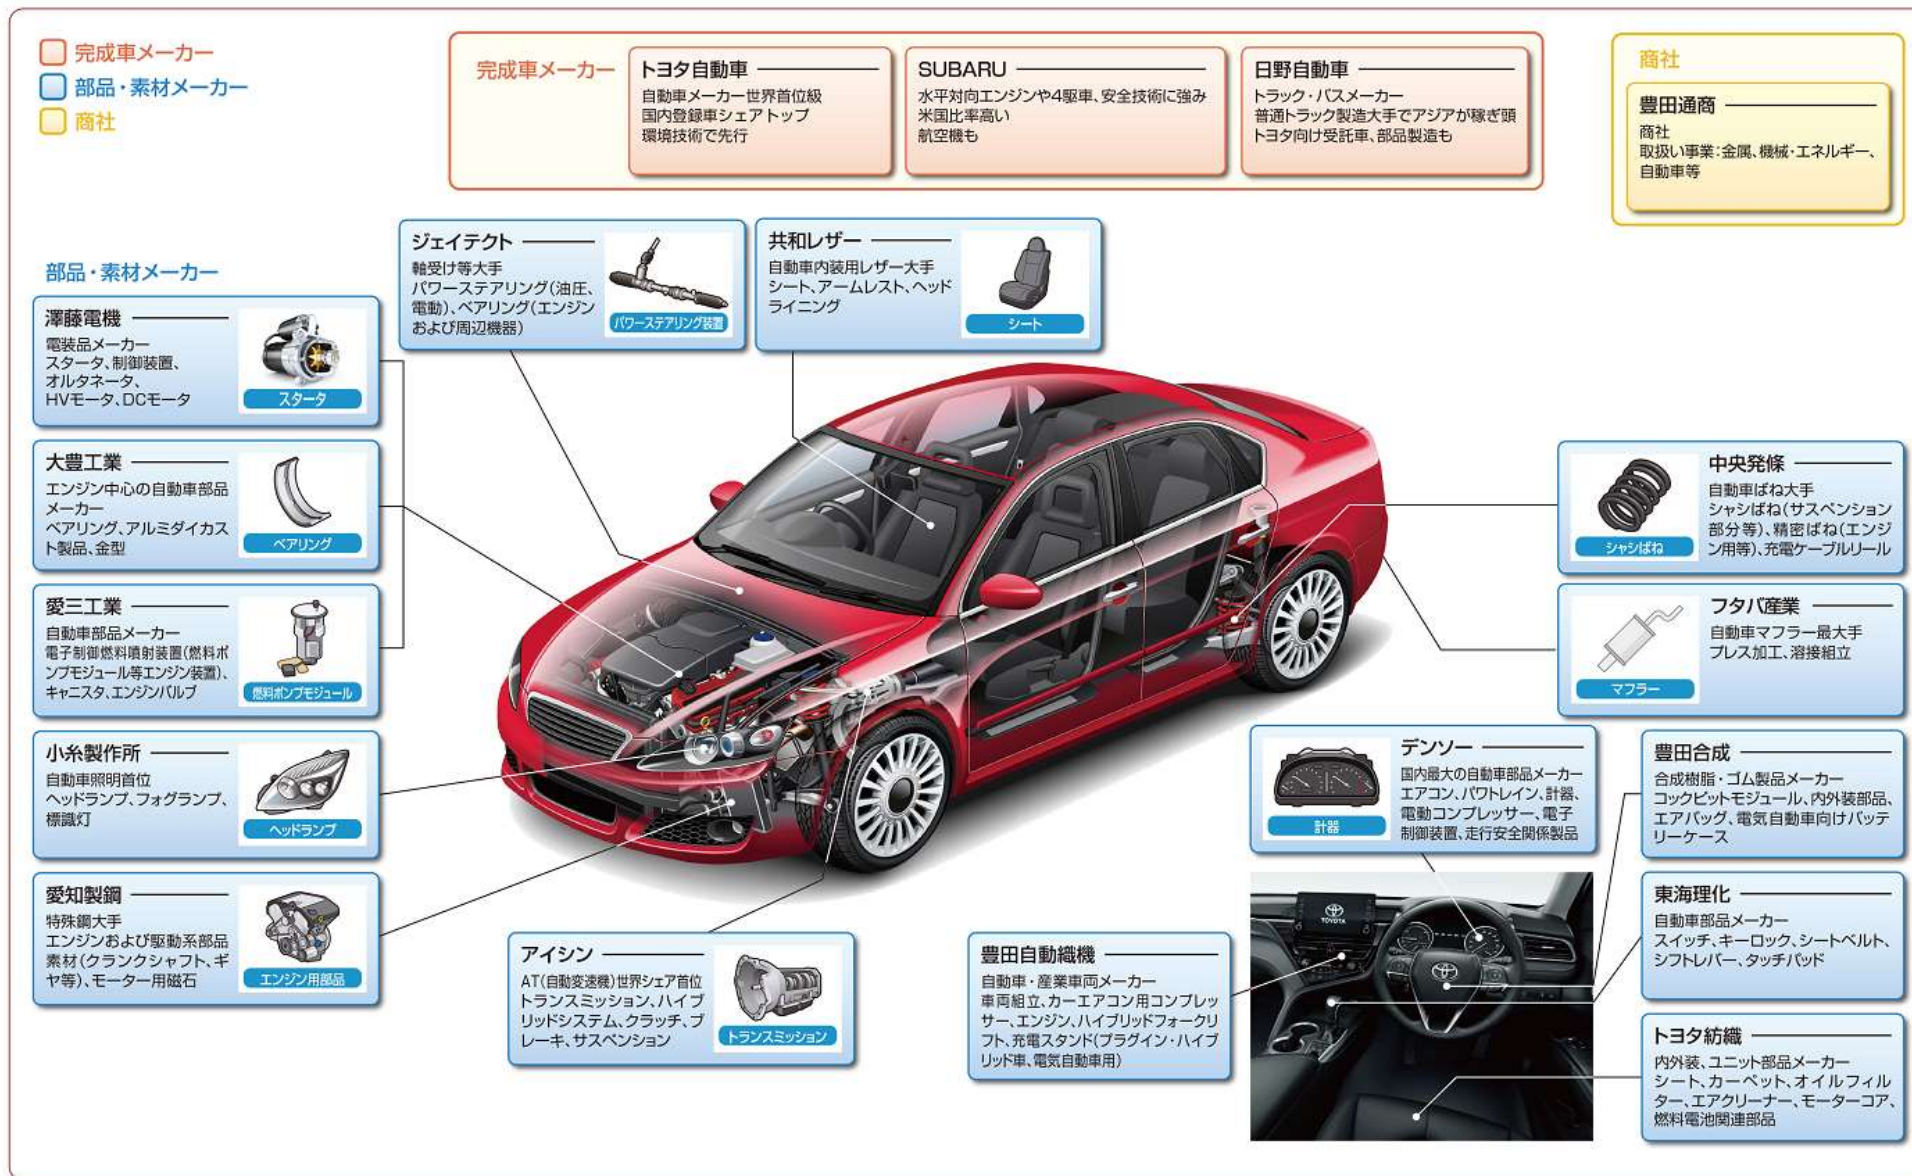 完成車メーカー
部品・素材メーカー
商社
完成車メーカー
トヨタ自動車
自動車メーカー世界首位級
国内登録車シェアトップ
環境技術で先行
SUBARU
水平対向エンジンや4駆車、安全技術に強み
米国比率高い
航空機も
日野自動車
トラック・バスメーカー
普通トラック製造大手でアジアが稼ぎ頭
トヨタ向け受託車、部品製造も
商社
豊田通商
商社
取扱い事業:金属、機械・エネルギー、
自動車等
部品・素材メーカー
ジェイテクト
軸受け等大手
パワーステアリング(油圧、
電動)、ベアリング(エンジン
および周辺機器)
パワーステアリング装置
共和レザー
自動車内装用レザー大手
シート、アームレスト、ヘッド
ライニング
シート
澤藤電機
電装品メーカー
スタータ、制御装置、
オルタネータ、
HVモータ、DCモータ
スタータ
大豊工業
エンジン中心の自動車部品
メーカー
ベアリング、アルミダイカス
ト製品、金型
ベアリング
愛三工業
自動車部品メーカー
電子制御燃料噴射装置(燃料ポ
ンプモジュール等エンジン装置)、
キャニスタ、エンジンバルブ
燃料ポンプモジュール
小糸製作所
自動車照明首位
ヘッドランプ、フォグランプ、
標識灯
ヘッドランプ
愛知製鋼
特殊鋼大手
エンジンおよび駆動系部品
素材(クランクシャフト、ギ
ヤ等)、モーター用磁石
エンジン用部品
アイシン
AT(自動変速機)世界シェア首位
トランスミッション、ハイブ
リッドシステム、クラッチ、ブ
レーキ、サスペンション
トランスミッション
中央発條
自動車ばね大手
シャシばね(サスペンション
部分等)、精密ばね(エンジ
ン用等)、充電ケーブルリール
シャシばね
フタバ産業
自動車マフラー最大手
プレス加工、溶接組立
マフラー
デンソー
国内最大の自動車部品メーカー
エアコン、パワトレイン、計器、
電動コンプレッサー、電子
制御装置、走行安全関係製品
計器
豊田合成
合成樹脂・ゴム製品メーカー
コックピットモジュール、内外装部品、
エアバッグ、電気自動車向けバッテ
リーケース
東海理化
自動車部品メーカー
スイッチ、キーロック、シートベルト、
シフトレバー、タッチパッド
豊田自動織機
自動車・産業車両メーカー
車両組立、カーエアコン用コンプレッ
サー、エンジン、ハイブリッドフォークリ
フト、充電スタンド(プラグイン・ハイブ
リッド車、電気自動車用)
TOYOTA
トヨタ紡織
内外装、ユニット部品メーカー
シート、カーペット、オイルフィル
ター、エアクリーナー、モーターコア、
燃料電池関連部品